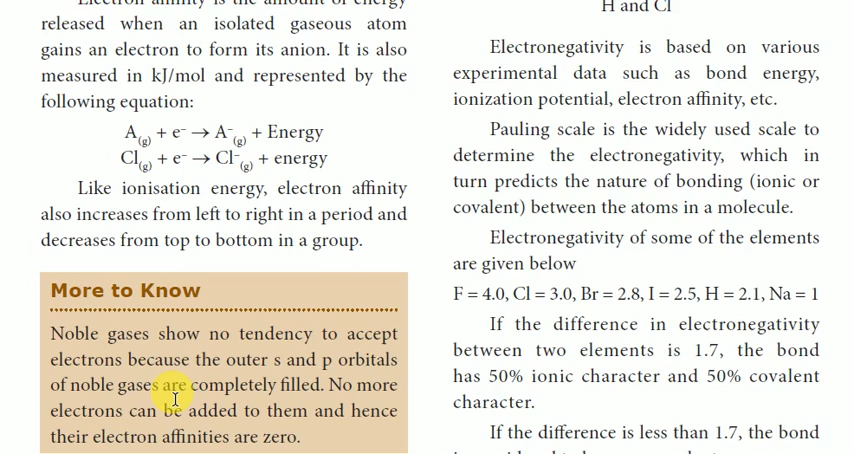 Electron affinity is the amount of energy
released when an isolated gaseous atom
gains an electron to form its anion. It is also
measured in kJ/mol and represented by the
following equation:
A(g) + e⁻ → A⁻(g) + Energy
Cl(g) + e⁻ → Cl⁻(g) + energy
Like ionisation energy, electron affinity
also increases from left to right in a period and
decreases from top to bottom in a group.
More to Know
Noble gases show no tendency to accept
electrons because the outer s and p orbitals
of noble gases are completely filled. No more
electrons can be added to them and hence
their electron affinities are zero.
H and Cl
Electronegativity is based on various
experimental data such as bond energy,
ionization potential, electron affinity, etc.
Pauling scale is the widely used scale to
determine the electronegativity, which in
turn predicts the nature of bonding (ionic or
covalent) between the atoms in a molecule.
Electronegativity of some of the elements
are given below
F = 4.0, Cl = 3.0, Br = 2.8, I = 2.5, H = 2.1, Na = 1
If the difference in electronegativity
between two elements is 1.7, the bond
has 50% ionic character and 50% covalent
character.
If the difference is less than 1.7, the bond